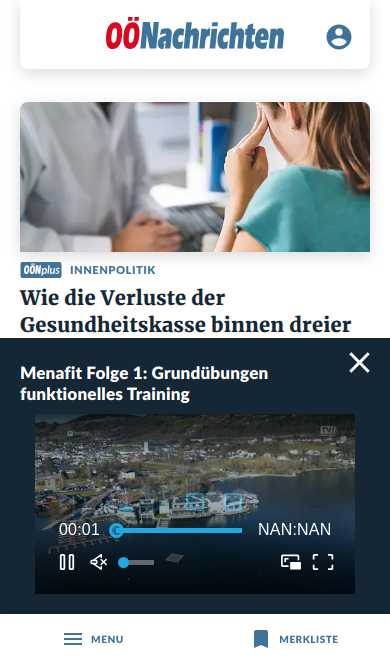 OÖNachrichten
OÖNplus INNENPOLITIK
Wie die Verluste der
Gesundheitskasse binnen dreier
Menafit Folge 1: Grundübungen
funktionelles Training
TV1
00:01 NAN:NAN
MENU MERKLISTE